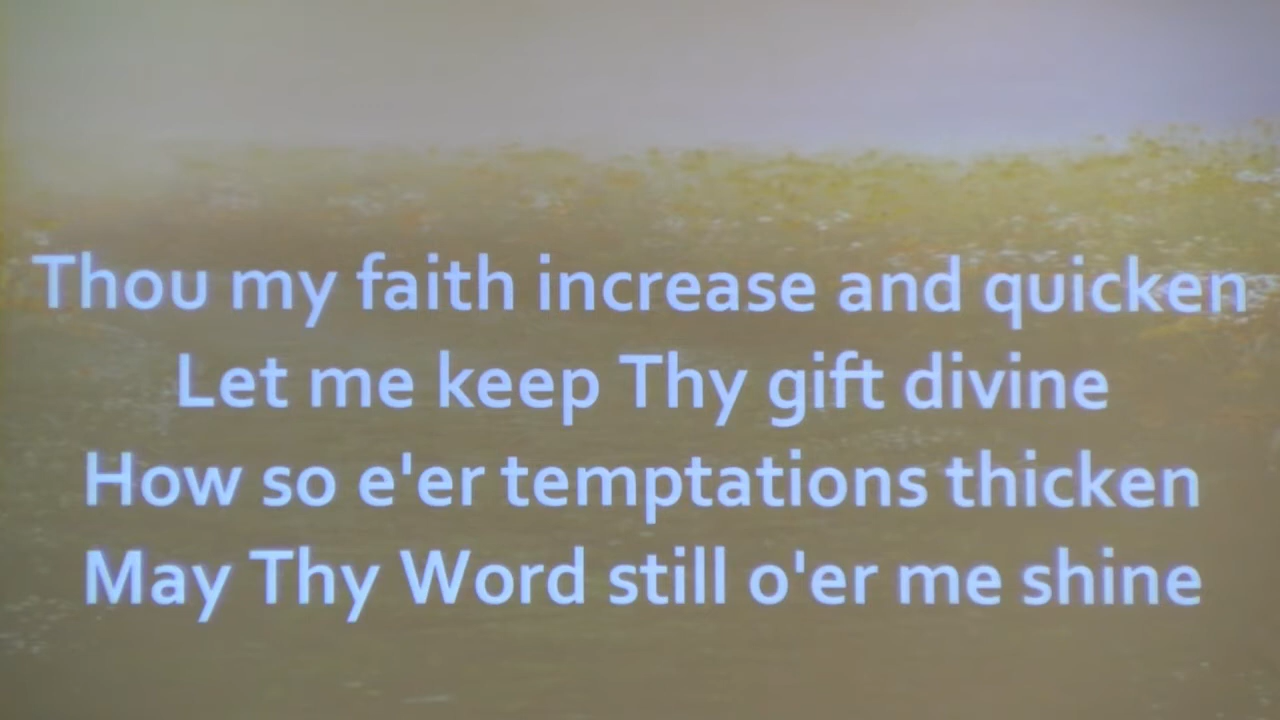 Thou my faith increase and quicken
Let me keep Thy gift divine
How so e'er temptations thicken
May Thy Word still o'er me shine